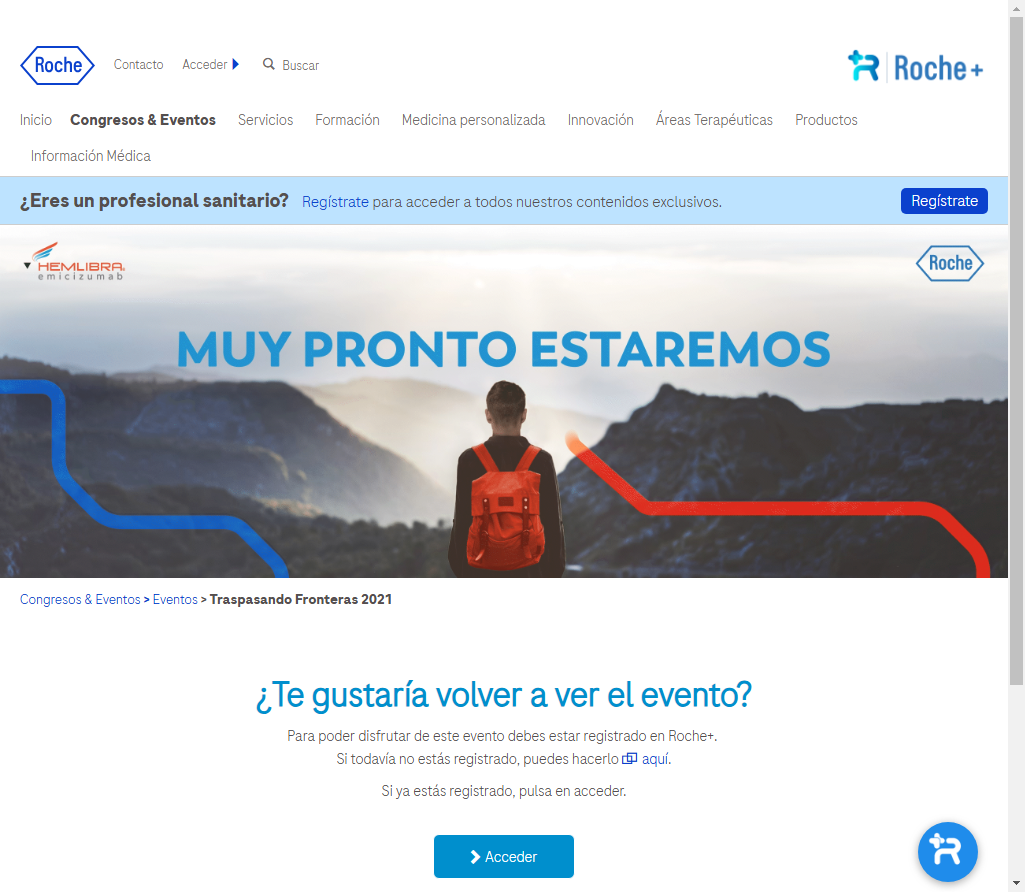 Roche
Contacto
Acceder
Buscar
Roche+
Inicio
Congresos & Eventos
Servicios
Formación
Medicina personalizada
Innovación
Áreas Terapéuticas
Productos
Información Médica
¿Eres un profesional sanitario? Regístrate para acceder a todos nuestros contenidos exclusivos.
Regístrate
HEMLIBRA
emicizumab
Roche
MUY PRONTO ESTAREMOS
Congresos & Eventos > Eventos > Traspasando Fronteras 2021
¿Te gustaría volver a ver el evento?
Para poder disfrutar de este evento debes estar registrado en Roche+.
Si todavía no estás registrado, puedes hacerlo aquí.
Si ya estás registrado, pulsa en acceder.
Acceder